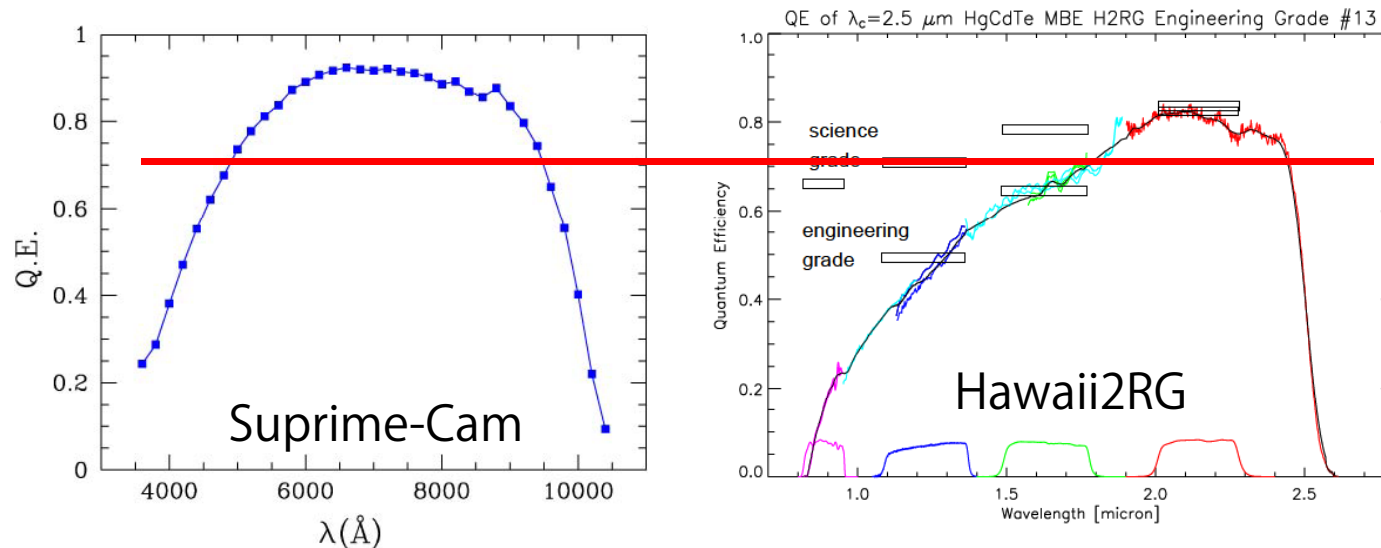 1
0.8
0.6
0.4
0.2
0
Q.E.
4000 6000 8000 10000
λ(Å)
Suprime-Cam
QE of λc=2.5 μm HgCdTe MBE H2RG Engineering Grade #13
1.0
0.8
0.6
0.4
0.2
0.0
Quantum Efficiency
science
grade
engineering
grade
Hawaii2RG
1.0 1.5 2.0 2.5
Wavelength [micron]